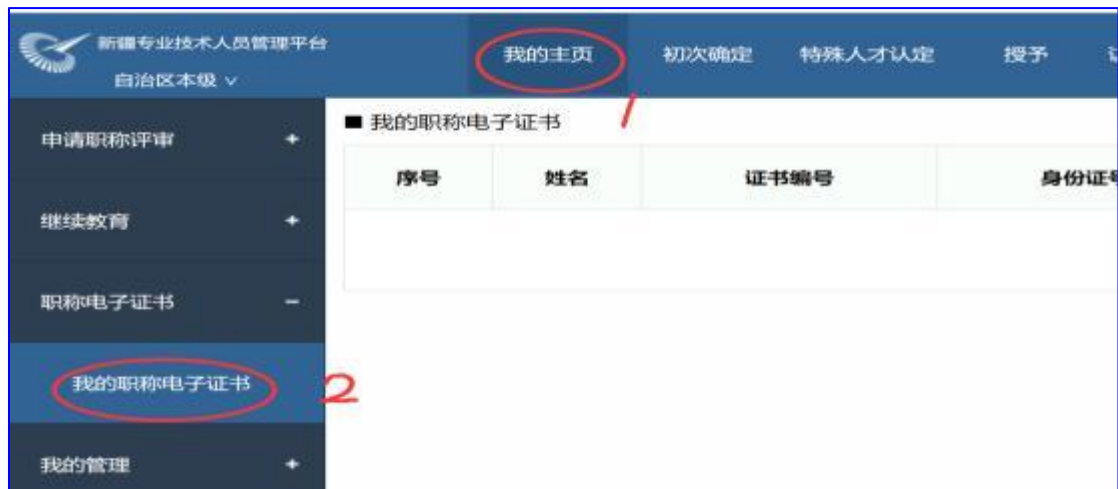 新疆专业技术人员管理平台
自治区本级
我的主页 初次确定 特殊人才认定 授予
1
申请职称评审 +
■ 我的职称电子证书
序号 姓名 证书编号 身份证号
继续教育 +
职称电子证书 -
我的职称电子证书
2
我的管理 +